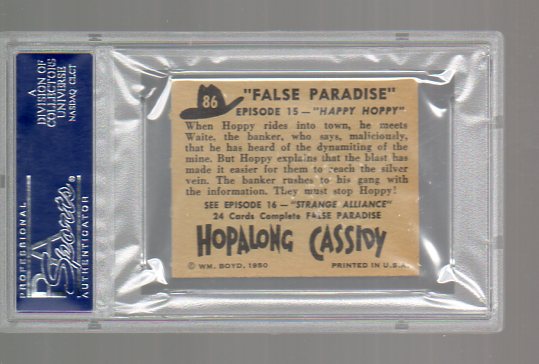 86
"FALSE PARADISE"
EPISODE 15 — "HAPPY HOPPY"
When Hoppy rides into town, he meets
Waite, the banker, who says, maliciously,
that he has heard of the dynamiting of the
mine. But Hoppy explains that the blast has
made it easier for them to reach the silver
vein. The banker rushes to his gang with
the information. They must stop Hoppy!
SEE EPISODE 16 — "STRANGE ALLIANCE"
24 Cards Complete FALSE PARADISE
HOPALONG CASSIDY
© WM. BOYD, 1950 PRINTED IN U.S.A.
A
DIVISION OF
COLLECTORS
UNIVERSE
NASDAQ: CLCT
PROFESSIONAL
PSA
Sports
®
AUTHENTICATOR